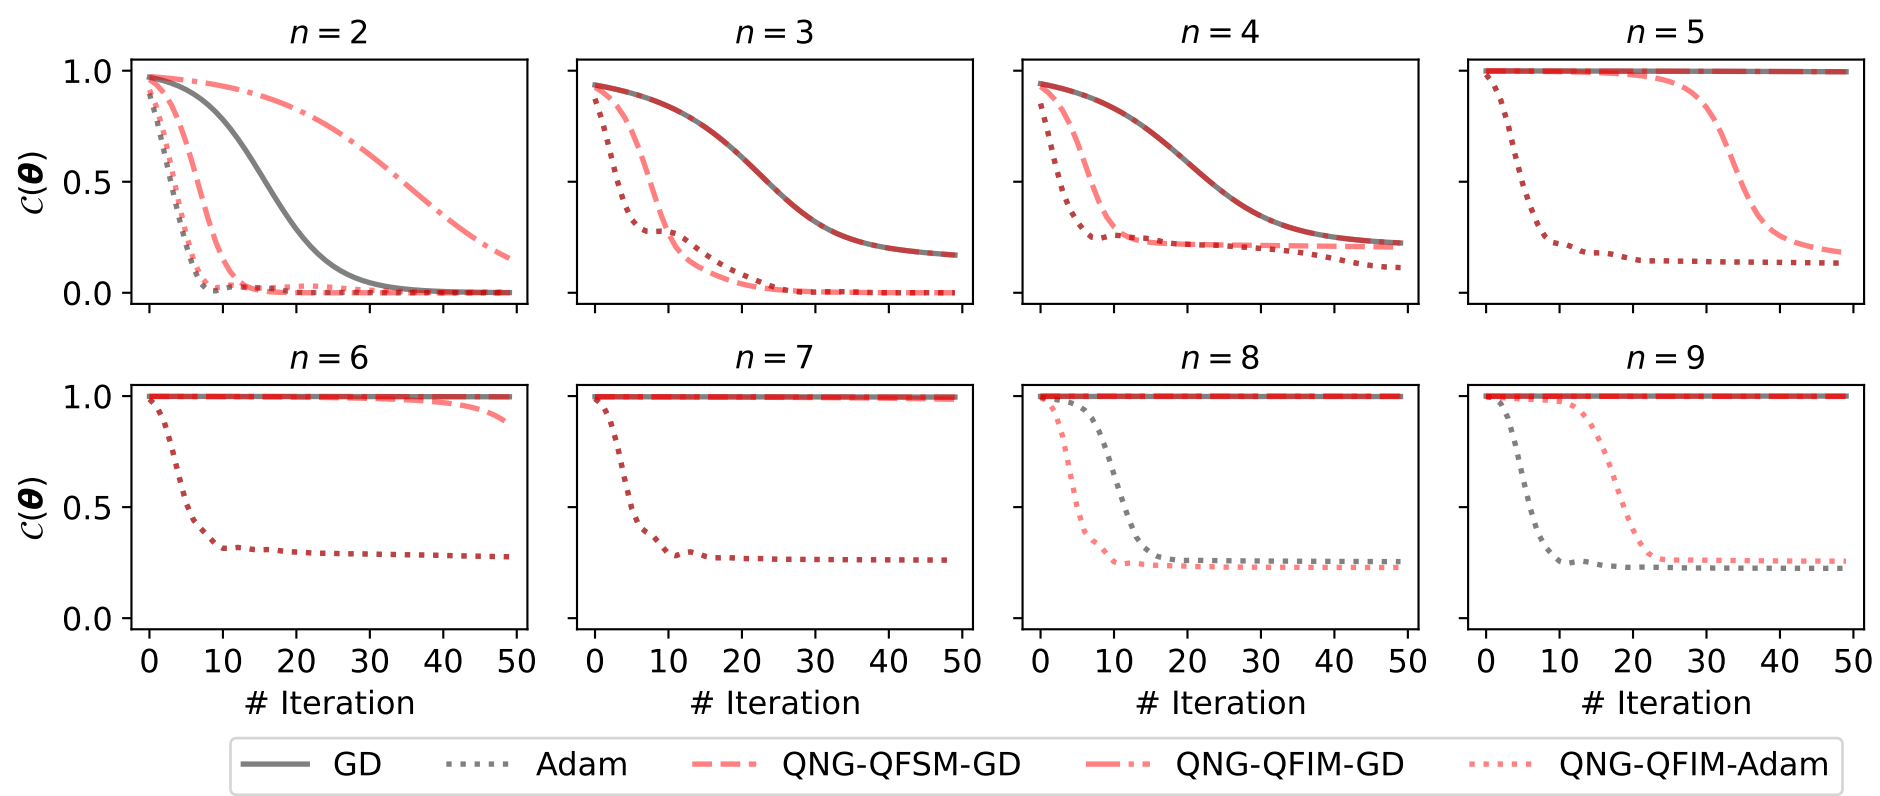 n = 2 n = 3 n = 4 n = 5
1.0
0.5
0.0
𝒞(𝜽)
n = 6 n = 7 n = 8 n = 9
1.0
0.5
0.0
𝒞(𝜽)
0 10 20 30 40 50 0 10 20 30 40 50 0 10 20 30 40 50 0 10 20 30 40 50
# Iteration # Iteration # Iteration # Iteration
GD Adam QNG-QFSM-GD QNG-QFIM-GD QNG-QFIM-Adam